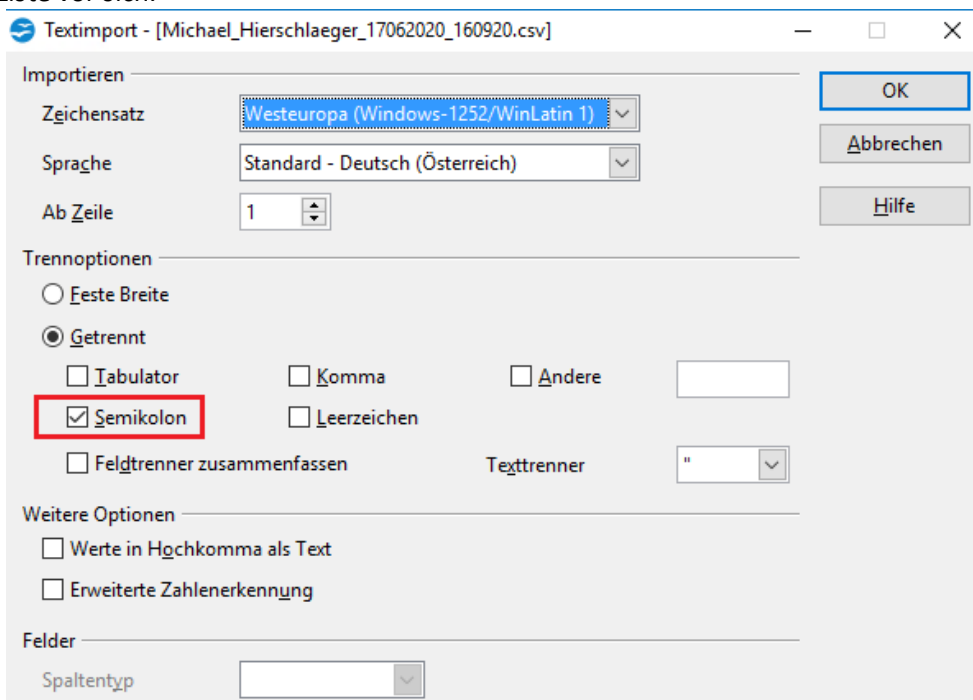 Textimport - [Michael_Hierschlaeger_17062020_160920.csv]
Importieren
OK
Zeichensatz Westeuropa (Windows-1252/WinLatin 1)
Abbrechen
Sprache Standard - Deutsch (Österreich)
Ab Zeile 1
Hilfe
Trennoptionen
Feste Breite
Getrennt
Tabulator Komma Andere
Semikolon Leerzeichen
Feldtrenner zusammenfassen Texttrenner "
Weitere Optionen
Werte in Hochkomma als Text
Erweiterte Zahlenerkennung
Felder
Spaltentyp